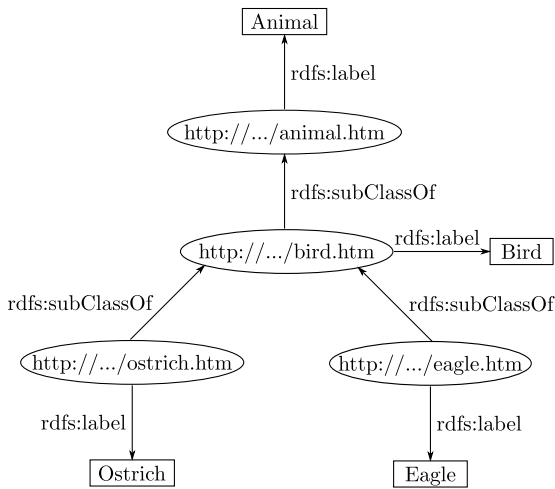 Animal
rdfs:label
http://.../animal.htm
rdfs:subClassOf
http://.../bird.htm
rdfs:label
Bird
rdfs:subClassOf
rdfs:subClassOf
http://.../ostrich.htm
http://.../eagle.htm
rdfs:label
rdfs:label
Ostrich
Eagle